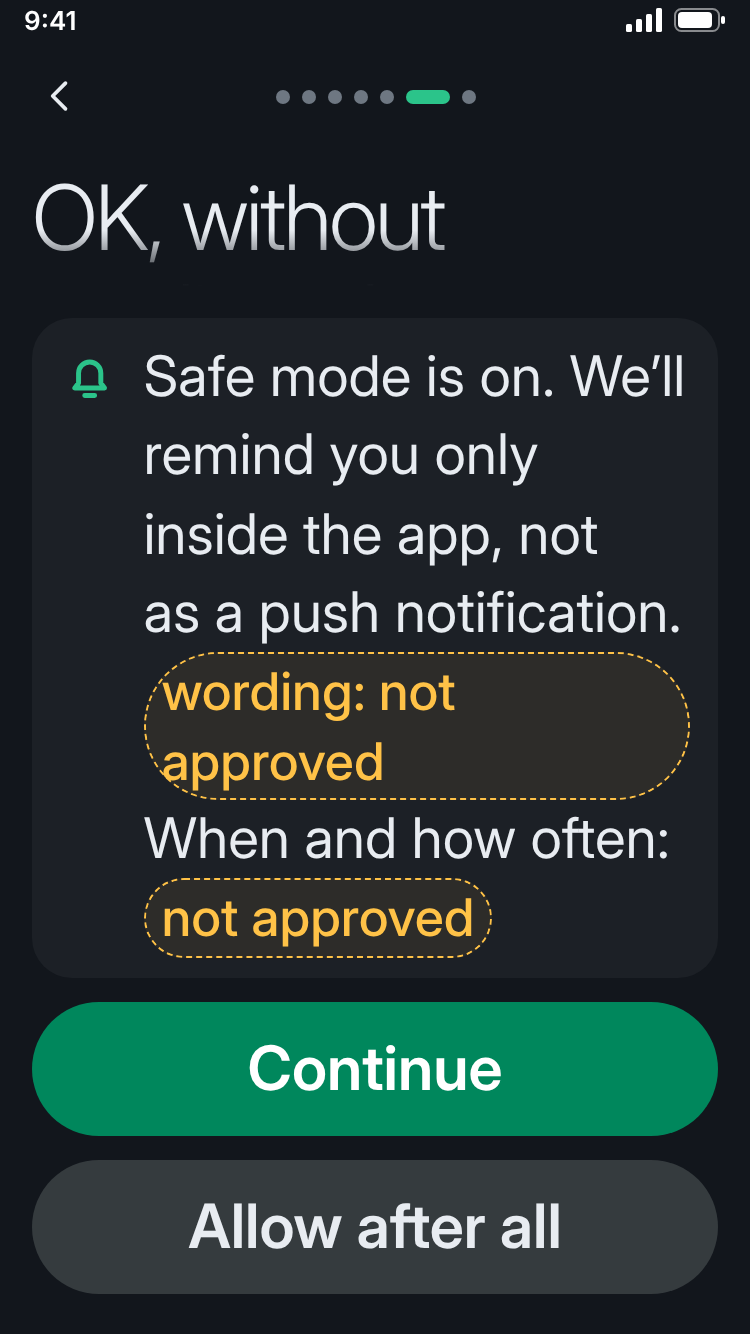 9:41
OK, without
Safe mode is on. We’ll
remind you only
inside the app, not
as a push notification.
wording: not
approved
When and how often:
not approved
Continue
Allow after all